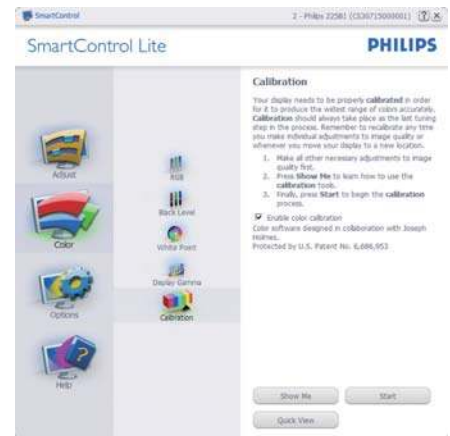 SmartControl
2 - Philips 225B1 (CS30715000001)
SmartControl Lite
PHILIPS
Adjust
Color
Options
Help
RGB
Black Level
White Point
Display Gamma
Calibration
Calibration
Your display needs to be properly calibrated in order
for it to produce the widest range of colors accurately.
Calibration should always take place as the last tuning
step in the process. Remember to recalibrate any time
you make individual adjustments to image quality or
whenever you move your display to a new location.
1. Make all other necessary adjustments to image
quality first.
2. Press Show Me to learn how to use the
calibration tools.
3. Finally, press Start to begin the calibration
process.
Enable color calibration
Color software designed in collaboration with Joseph
Holmes.
Protected by U.S. Patent No. 6,686,953
Show Me
Start
Quick View